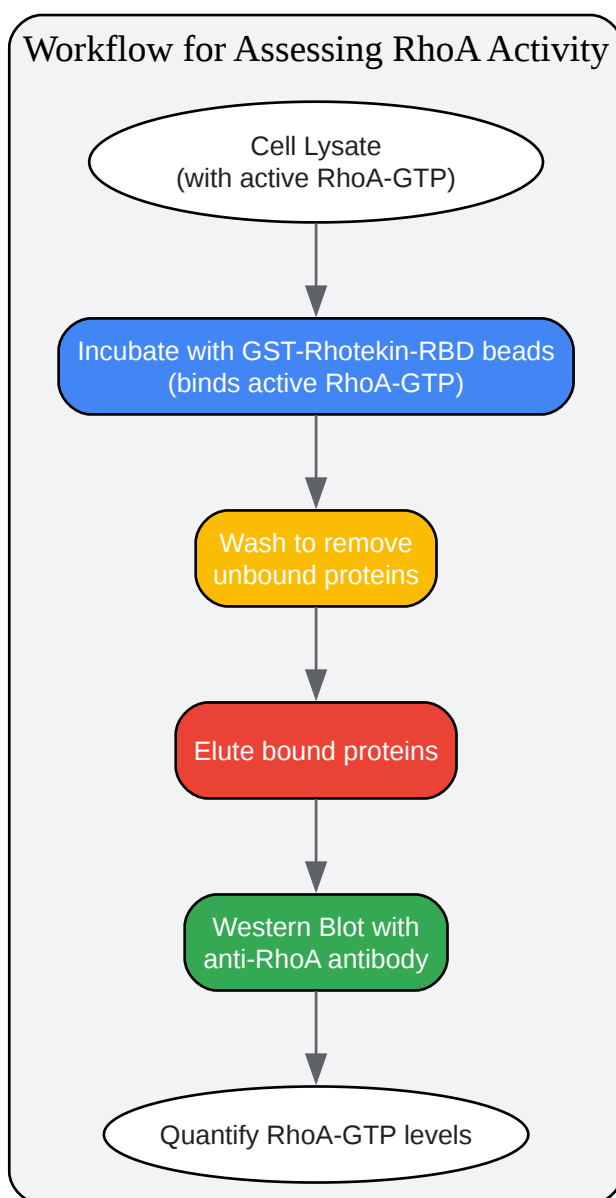 Workflow for Assessing RhoA Activity
Cell Lysate
(with active RhoA-GTP)
Incubate with GST-Rhotekin-RBD beads
(binds active RhoA-GTP)
Wash to remove
unbound proteins
Elute bound proteins
Western Blot with
anti-RhoA antibody
Quantify RhoA-GTP levels